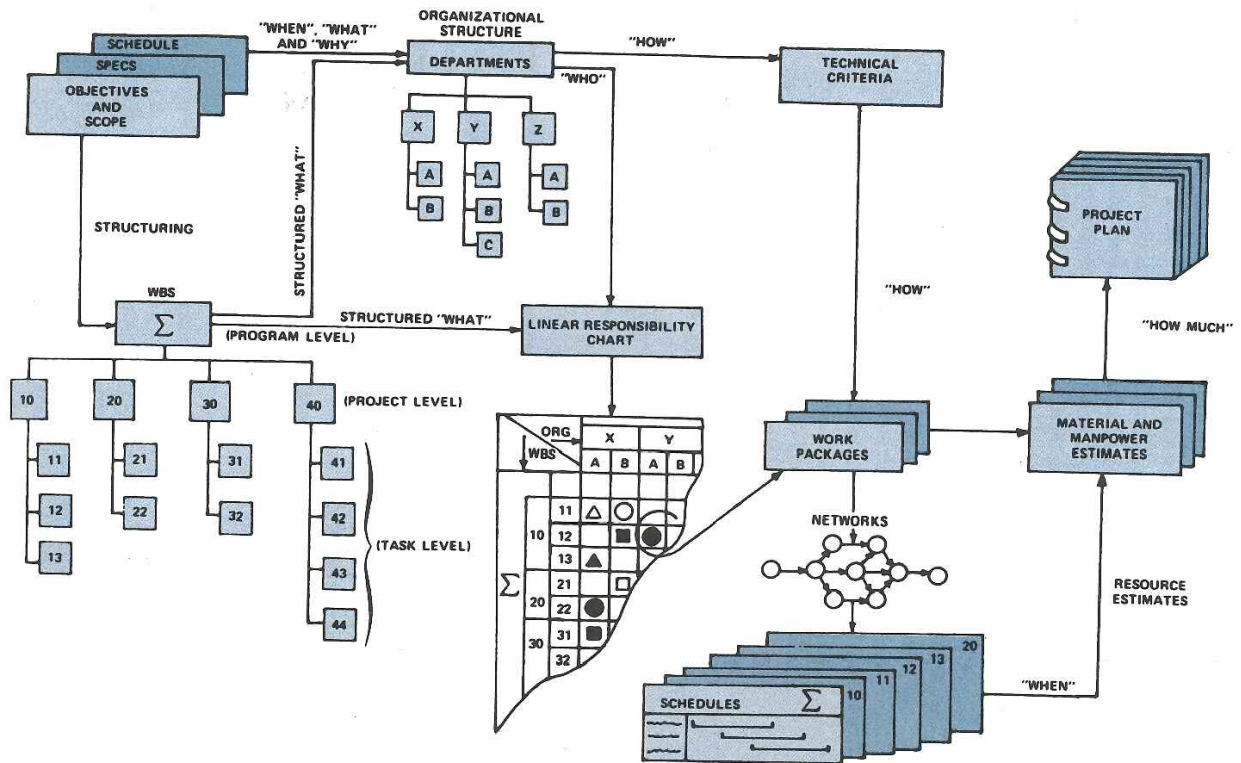 SCHEDULE
SPECS
OBJECTIVES
AND
SCOPE
"WHEN", "WHAT"
AND "WHY"
ORGANIZATIONAL
STRUCTURE
DEPARTMENTS
"HOW"
"WHO"
TECHNICAL
CRITERIA
X
Y
Z
A
B
A
B
C
A
B
STRUCTURING
STRUCTURED "WHAT"
WBS
Σ
(PROGRAM LEVEL)
STRUCTURED "WHAT"
LINEAR RESPONSIBILITY
CHART
10
20
30
40
(PROJECT LEVEL)
11
12
13
21
22
31
32
41
42
43
44
(TASK LEVEL)
ORG
WBS
X
Y
A
B
A
B
Σ
10
11
12
13
20
21
22
30
31
32
"HOW"
WORK
PACKAGES
NETWORKS
SCHEDULES
Σ
10
11
12
13
20
"WHEN"
RESOURCE
ESTIMATES
MATERIAL AND
MANPOWER
ESTIMATES
"HOW MUCH"
PROJECT
PLAN